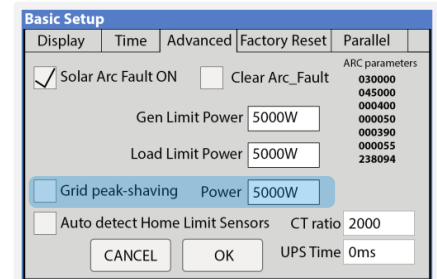 Basic Setup
Display Time Advanced Factory Reset Parallel
Solar Arc Fault ON Clear Arc_Fault
ARC parameters
030000
045000
000400
000050
000390
000055
238094
Gen Limit Power 5000W
Load Limit Power 5000W
Grid peak-shaving Power 5000W
Auto detect Home Limit Sensors CT ratio 2000
CANCEL OK UPS Time 0ms